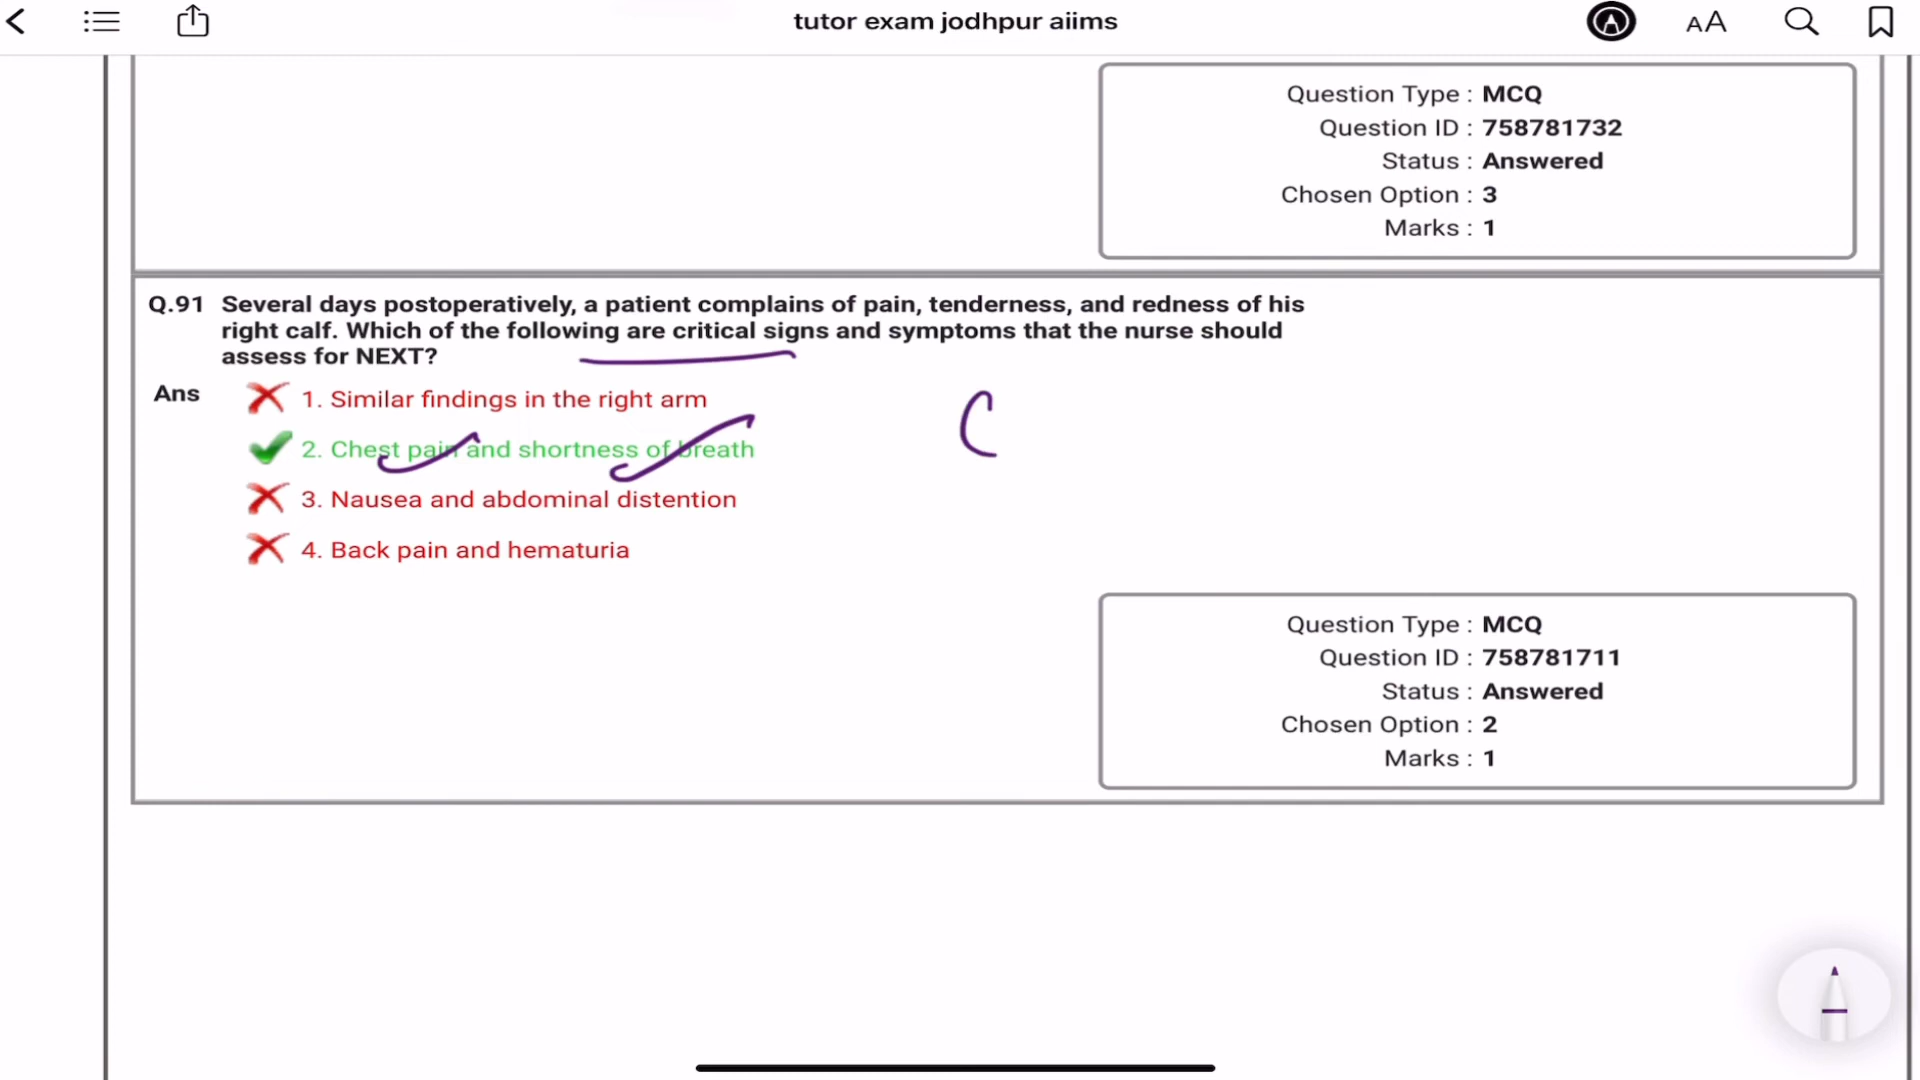 tutor exam jodhpur aiims
AA
Question Type : MCQ
Question ID : 758781732
Status : Answered
Chosen Option : 3
Marks : 1
Q.91 Several days postoperatively, a patient complains of pain, tenderness, and redness of his
right calf. Which of the following are critical signs and symptoms that the nurse should
assess for NEXT?
Ans
1. Similar findings in the right arm
2. Chest pain and shortness of breath
3. Nausea and abdominal distention
4. Back pain and hematuria
C
Question Type : MCQ
Question ID : 758781711
Status : Answered
Chosen Option : 2
Marks : 1